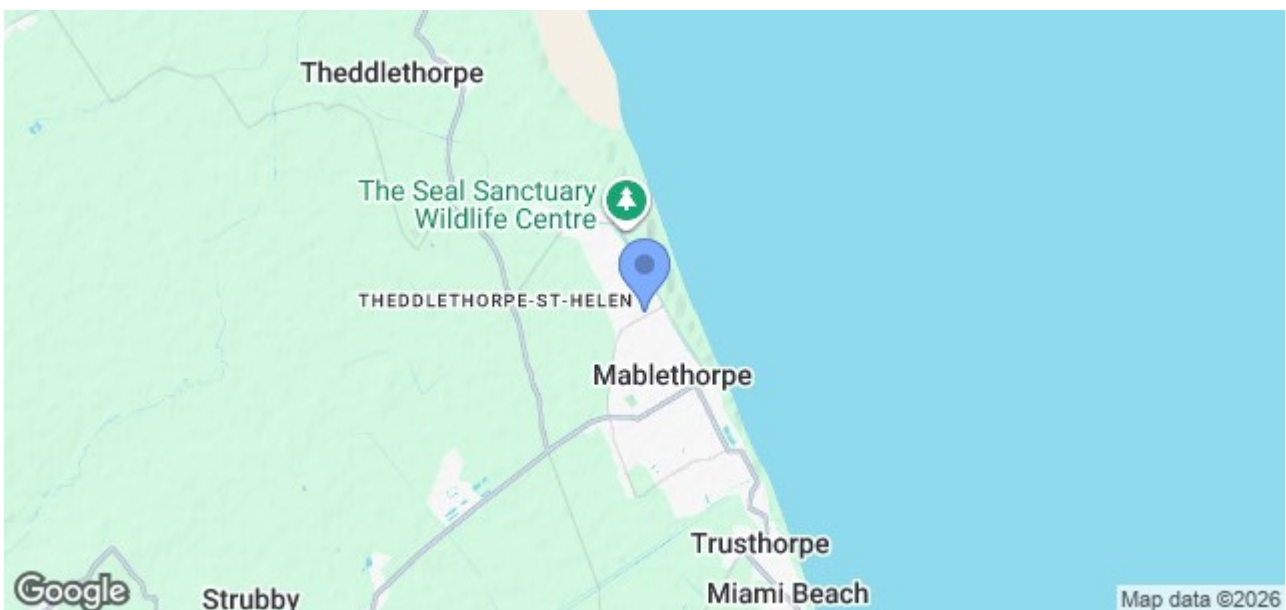 Theddlethorpe
The Seal Sanctuary
Wildlife Centre
THEDDLETHORPE-ST-HELEN
Mablethorpe
Trusthorpe
Miami Beach
Strubby
Google
Map data ©2026